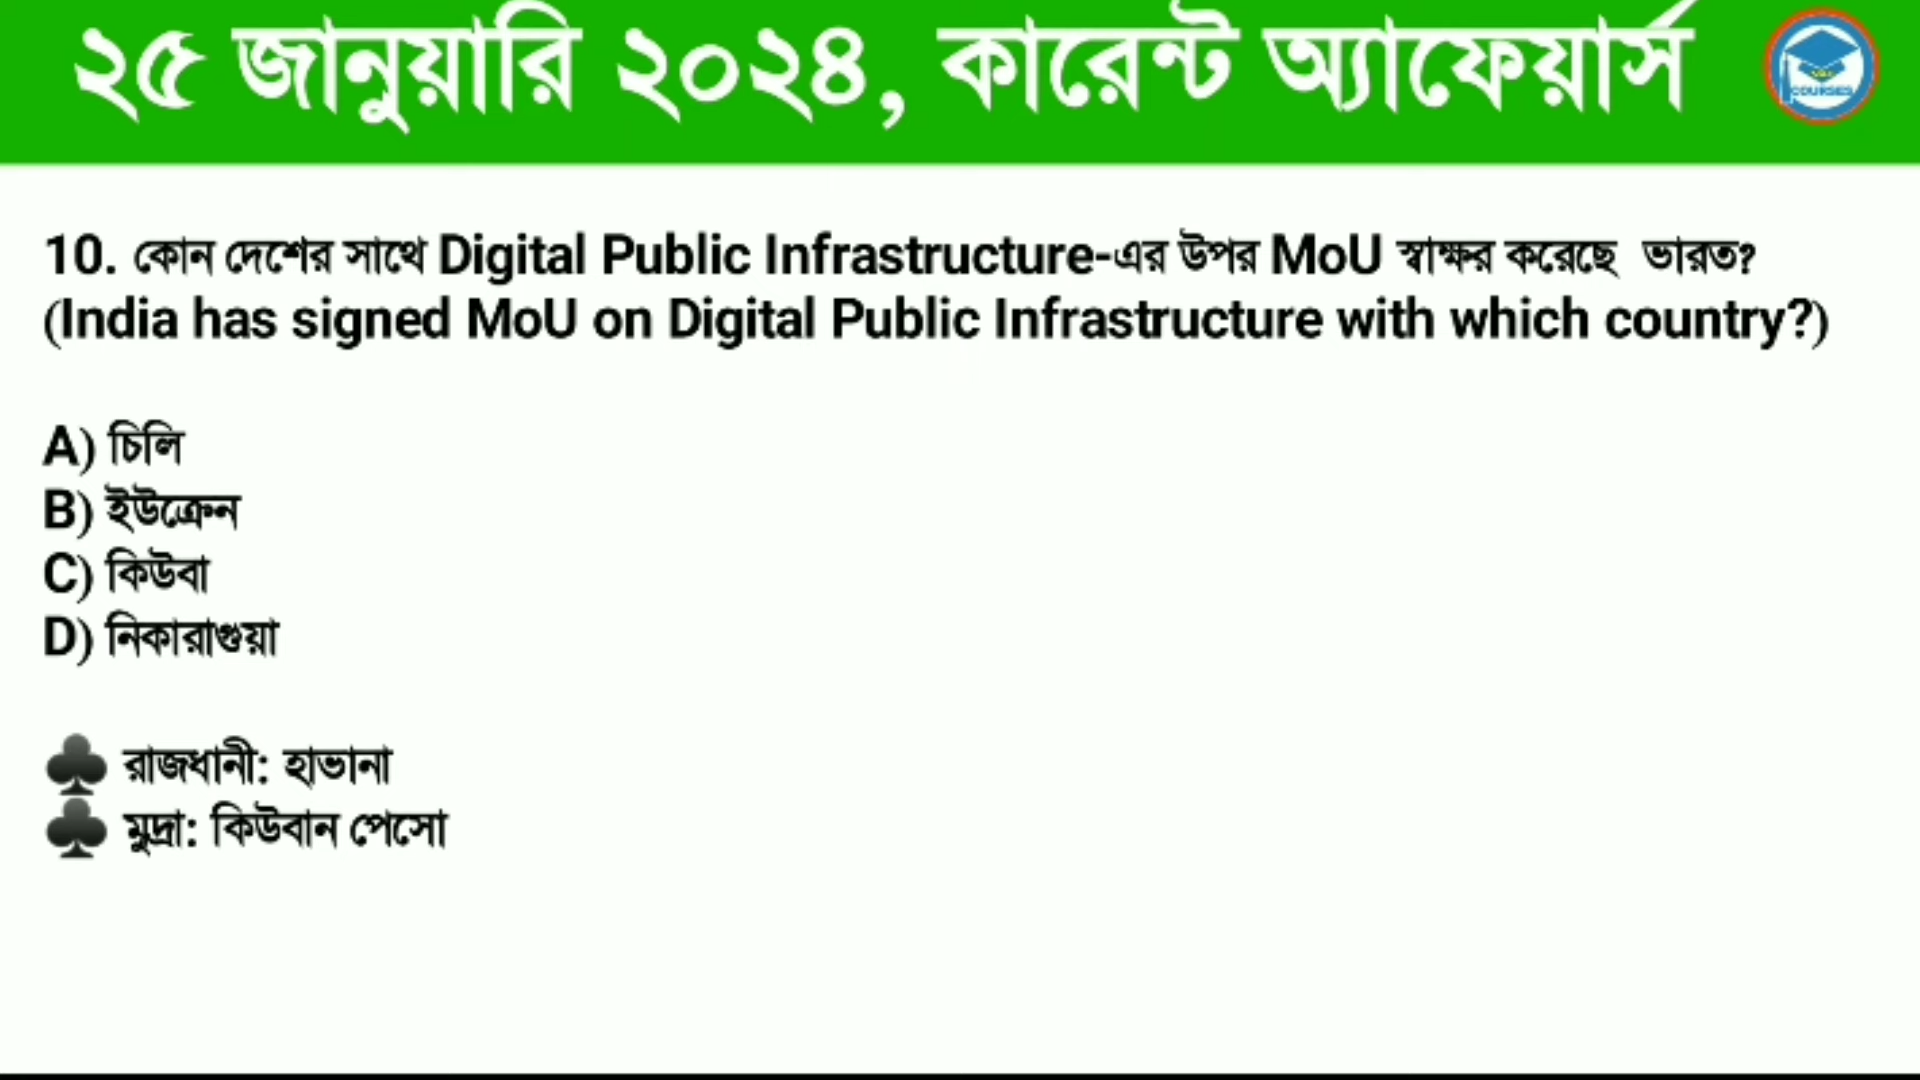 ২৫ জানুয়ারি ২০২৪, কারেন্ট অ্যাফেয়ার্স
COURSES
10. কোন দেশের সাথে Digital Public Infrastructure-এর উপর MoU স্বাক্ষর করেছে ভারত?
(India has signed MoU on Digital Public Infrastructure with which country?)
A) চিলি
B) ইউক্রেন
C) কিউবা
D) নিকারাগুয়া
♣ রাজধানী: হাভানা
♣ মুদ্রা: কিউবান পেসো